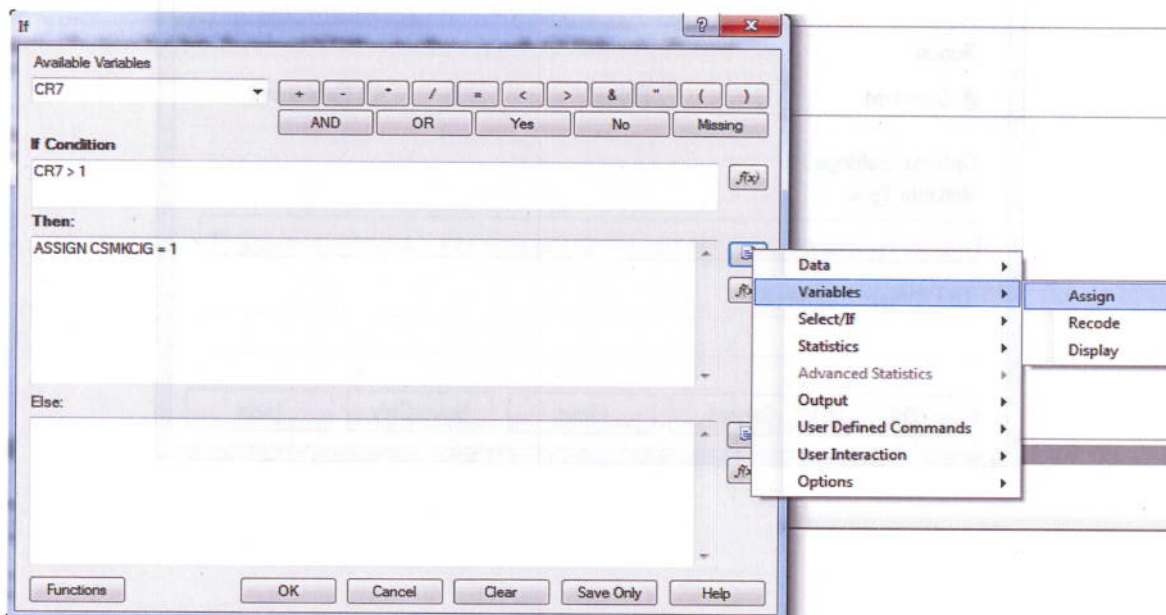 If
?
X
Available Variables
CR7
+ - * / = < > & " ( )
AND OR Yes No Missing
If Condition
CR7 > 1
f(x)
Then:
ASSIGN CSMKCIG = 1
Data
Variables
Assign
Select/If
Recode
Statistics
Display
Advanced Statistics
Output
Else:
User Defined Commands
User Interaction
Options
Functions OK Cancel Clear Save Only Help